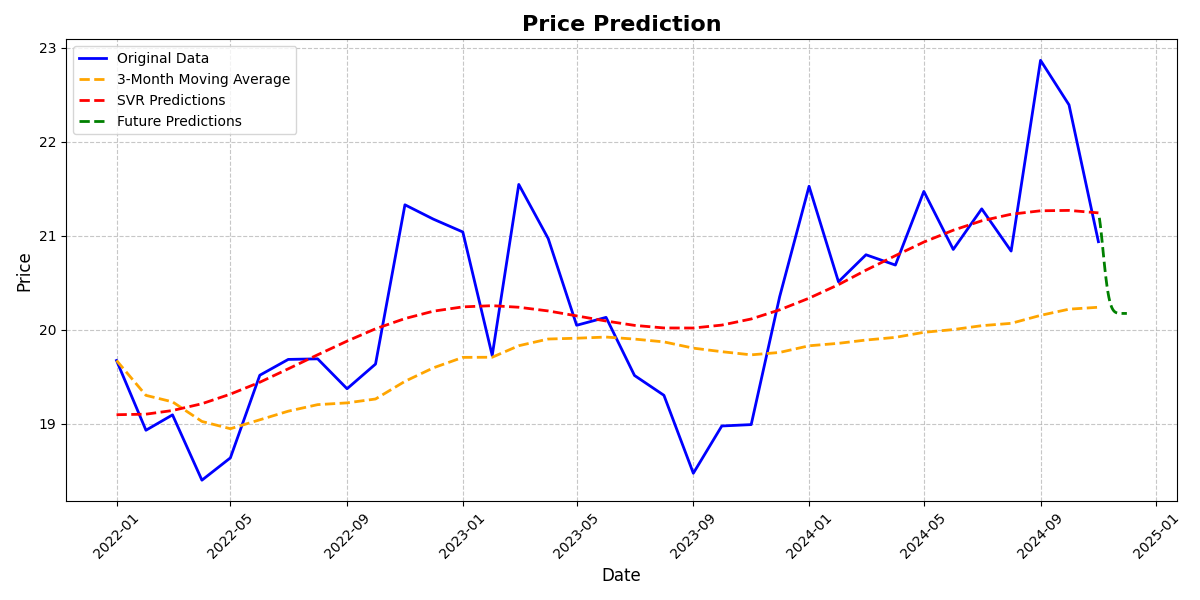 Price Prediction
Original Data
3-Month Moving Average
SVR Predictions
Future Predictions
Price
23
22
21
20
19
2022-01
2022-05
2022-09
2023-01
2023-05
2023-09
2024-01
2024-05
2024-09
2025-01
Date